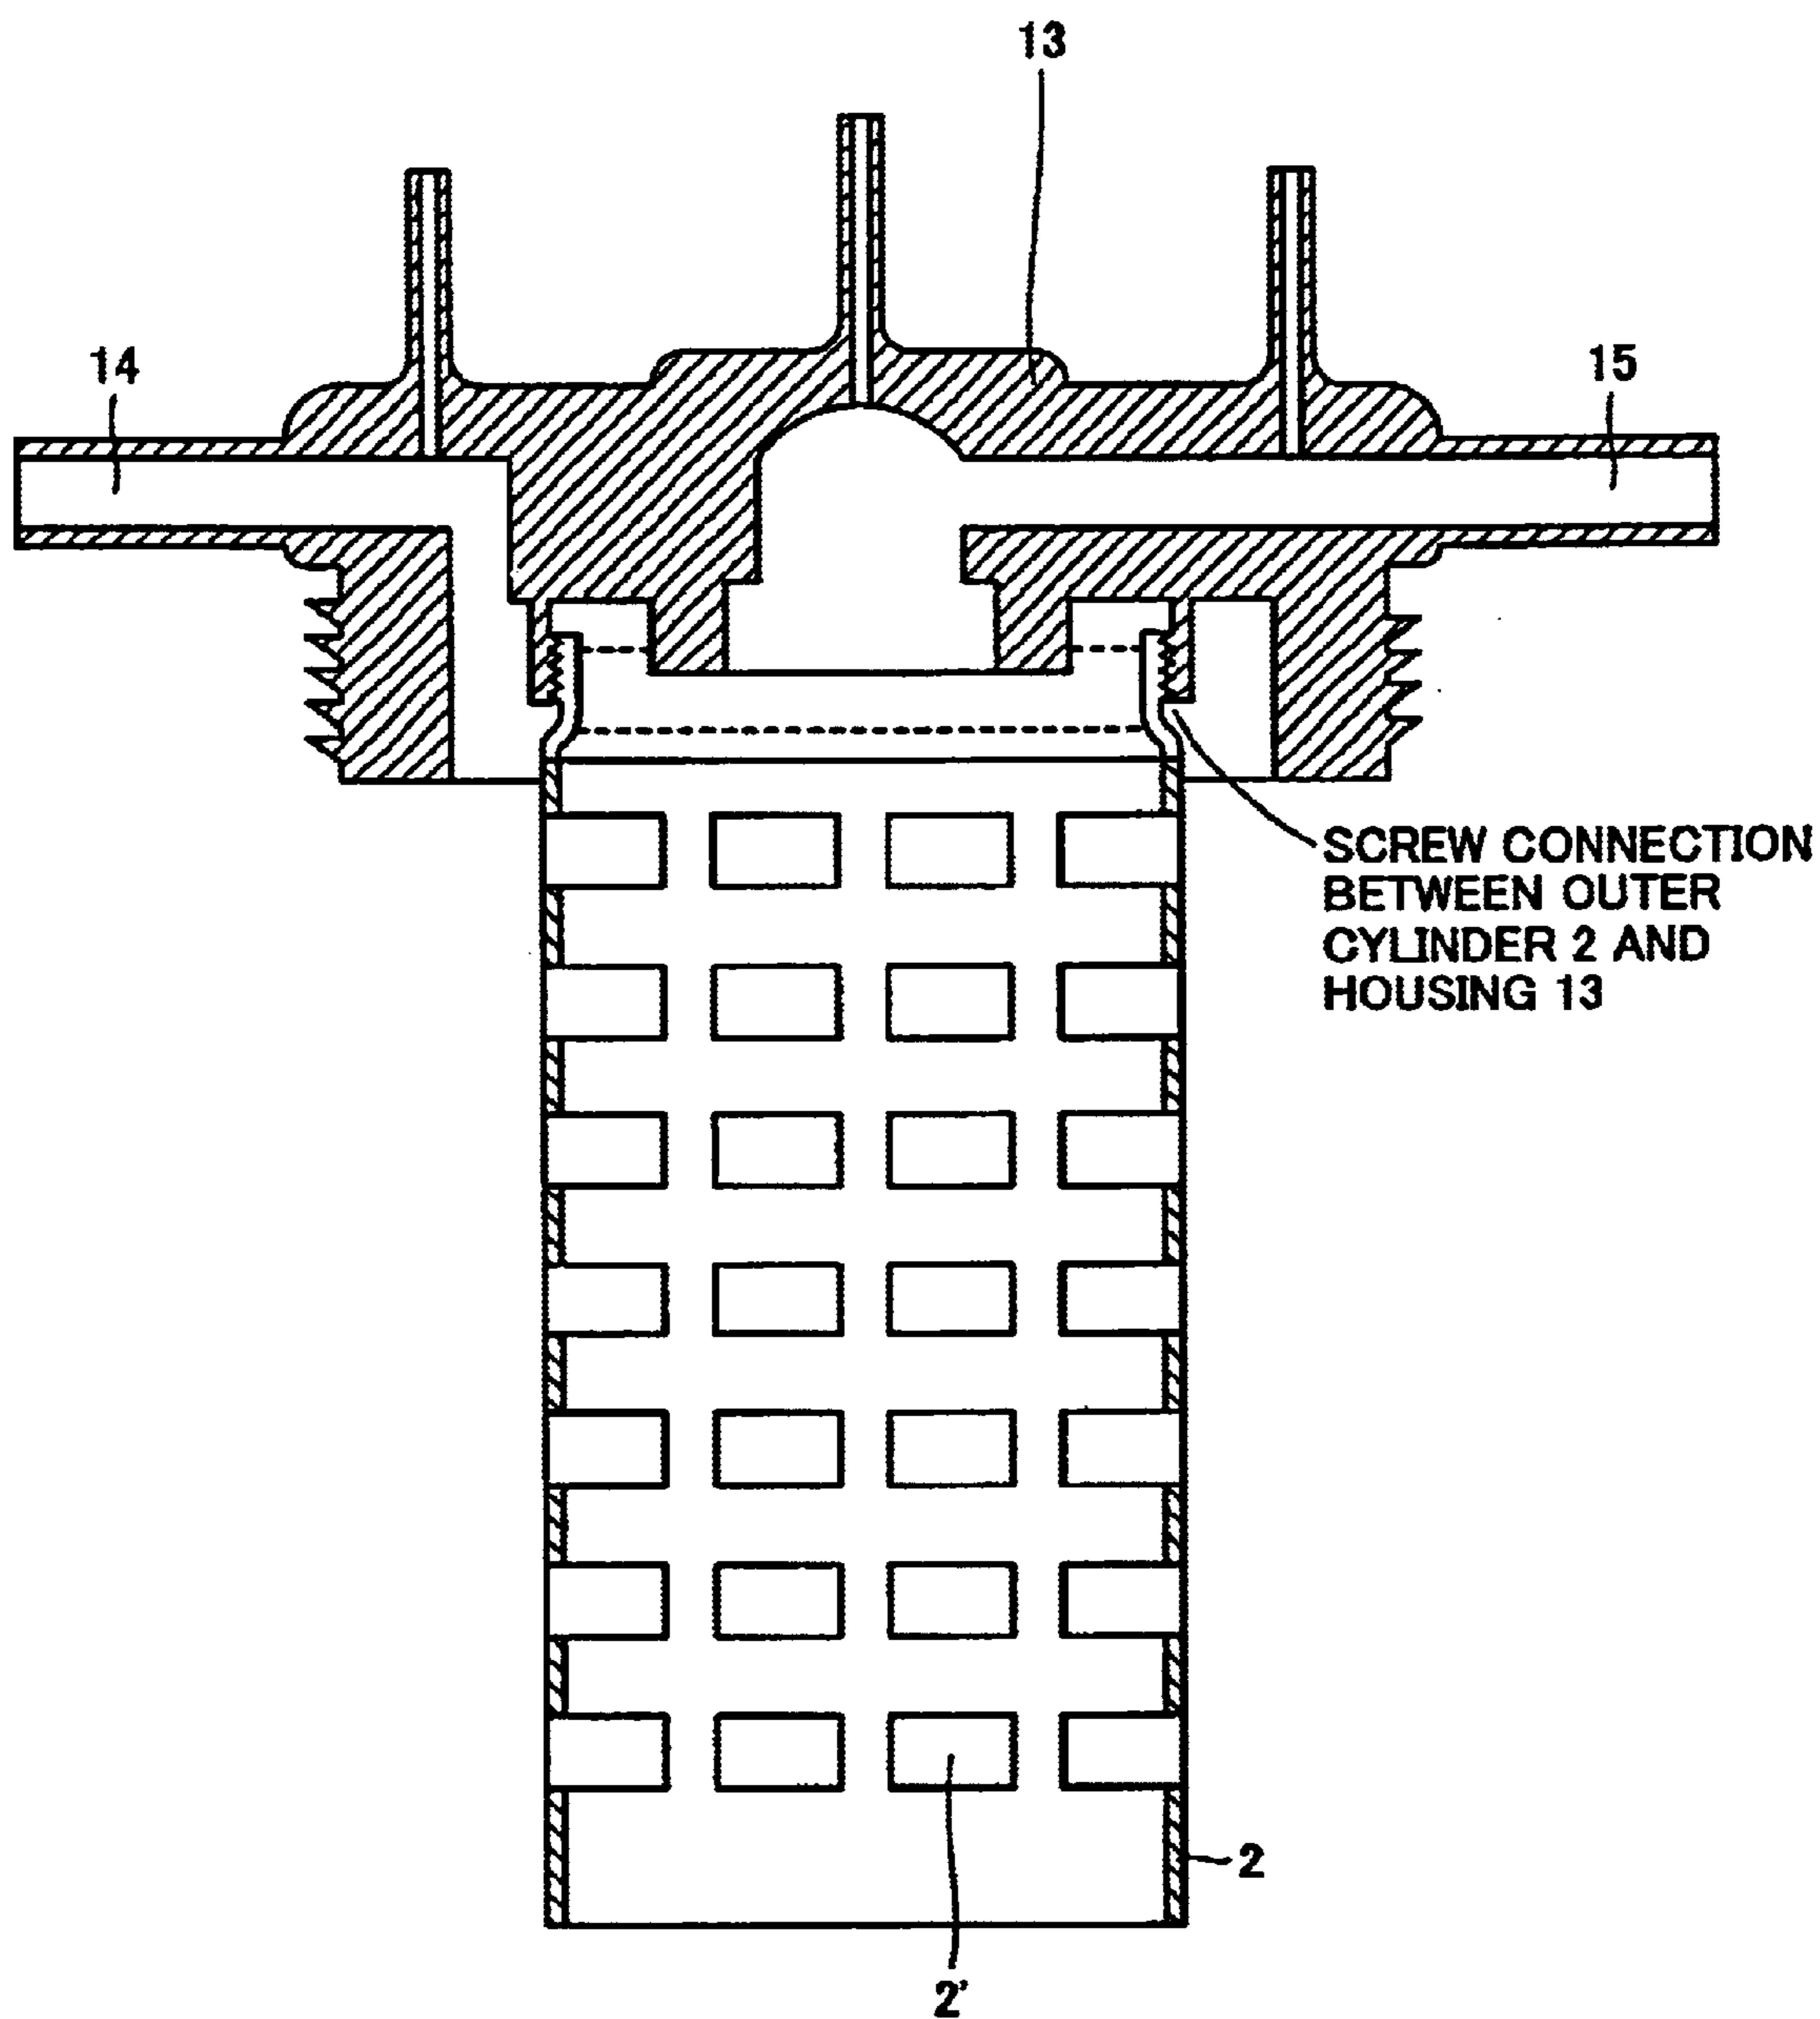 13
14
15
SCREW CONNECTION
BETWEEN OUTER
CYLINDER 2 AND
HOUSING 13
2
2'